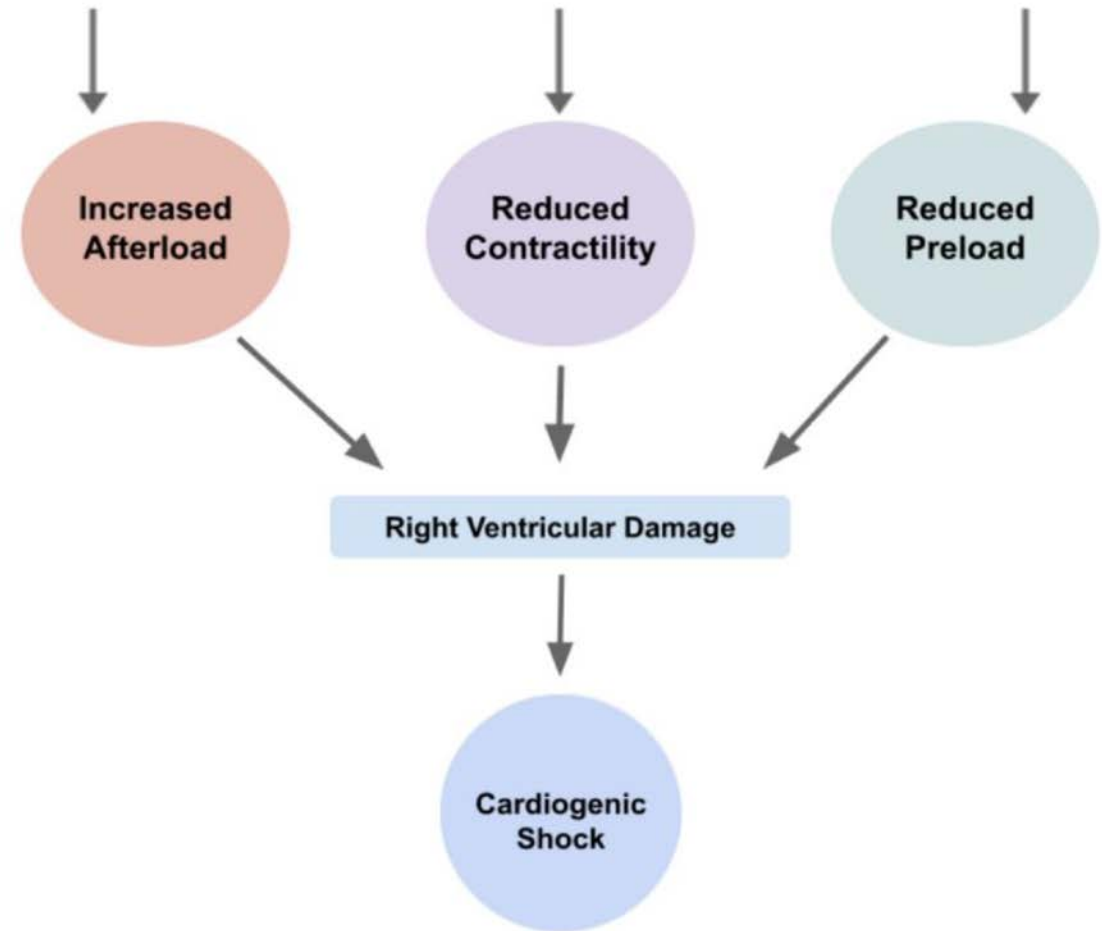 Increased
Afterload
Reduced
Contractility
Reduced
Preload
Right Ventricular Damage
Cardiogenic
Shock